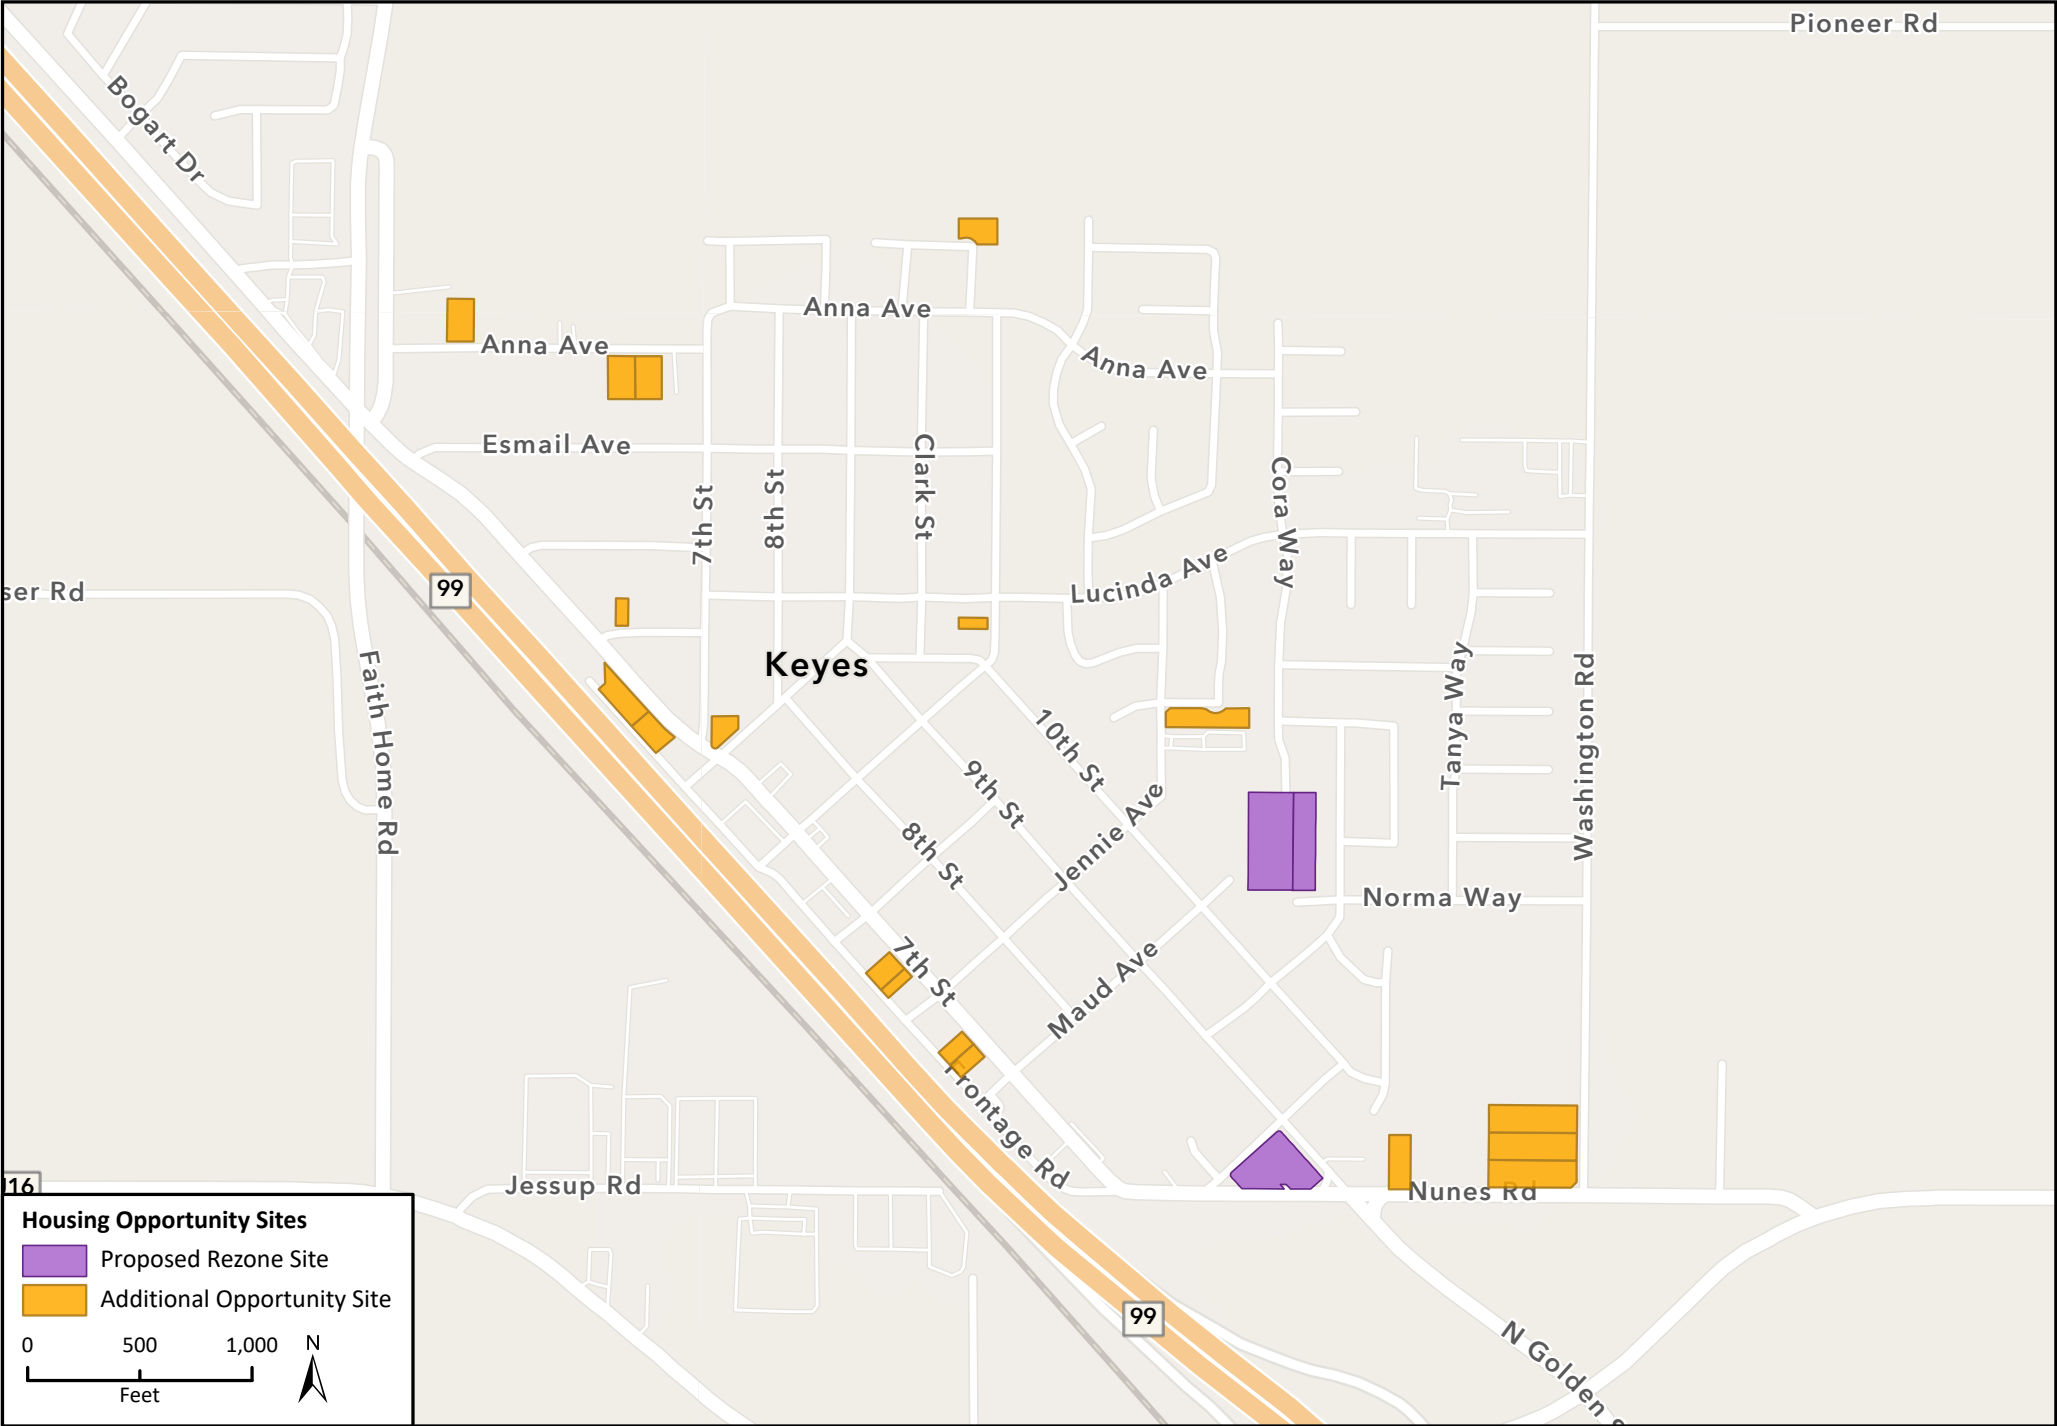 Pioneer Rd
Bogart Dr
Anna Ave
Anna Ave
Anna Ave
Esmail Ave
Clark St
7th St
8th St
Cora Way
Lucinda Ave
99
ser Rd
Keyes
Faith Home Rd
10th St
9th St
8th St
Jennie Ave
Tanya Way
Washington Rd
Norma Way
7th St
Maud Ave
Frontage Rd
J16
Jessup Rd
Nunes Rd
99
N Golden S
Housing Opportunity Sites
Proposed Rezone Site
Additional Opportunity Site
0 500 1,000
Feet
N